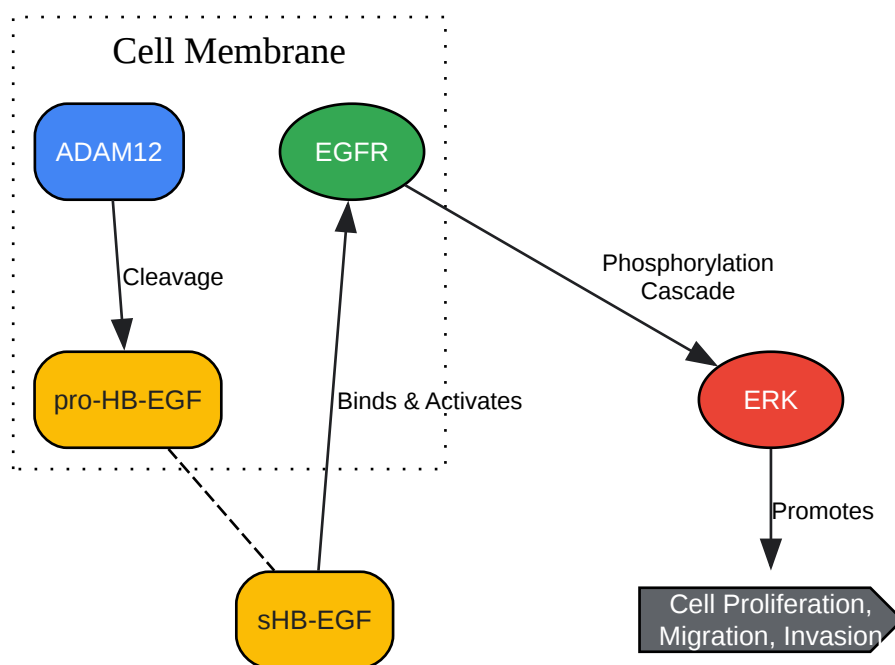 Cell Membrane
ADAM12
EGFR
Cleavage
Phosphorylation
Cascade
pro-HB-EGF
Binds & Activates
ERK
Promotes
sHB-EGF
Cell Proliferation,
Migration, Invasion